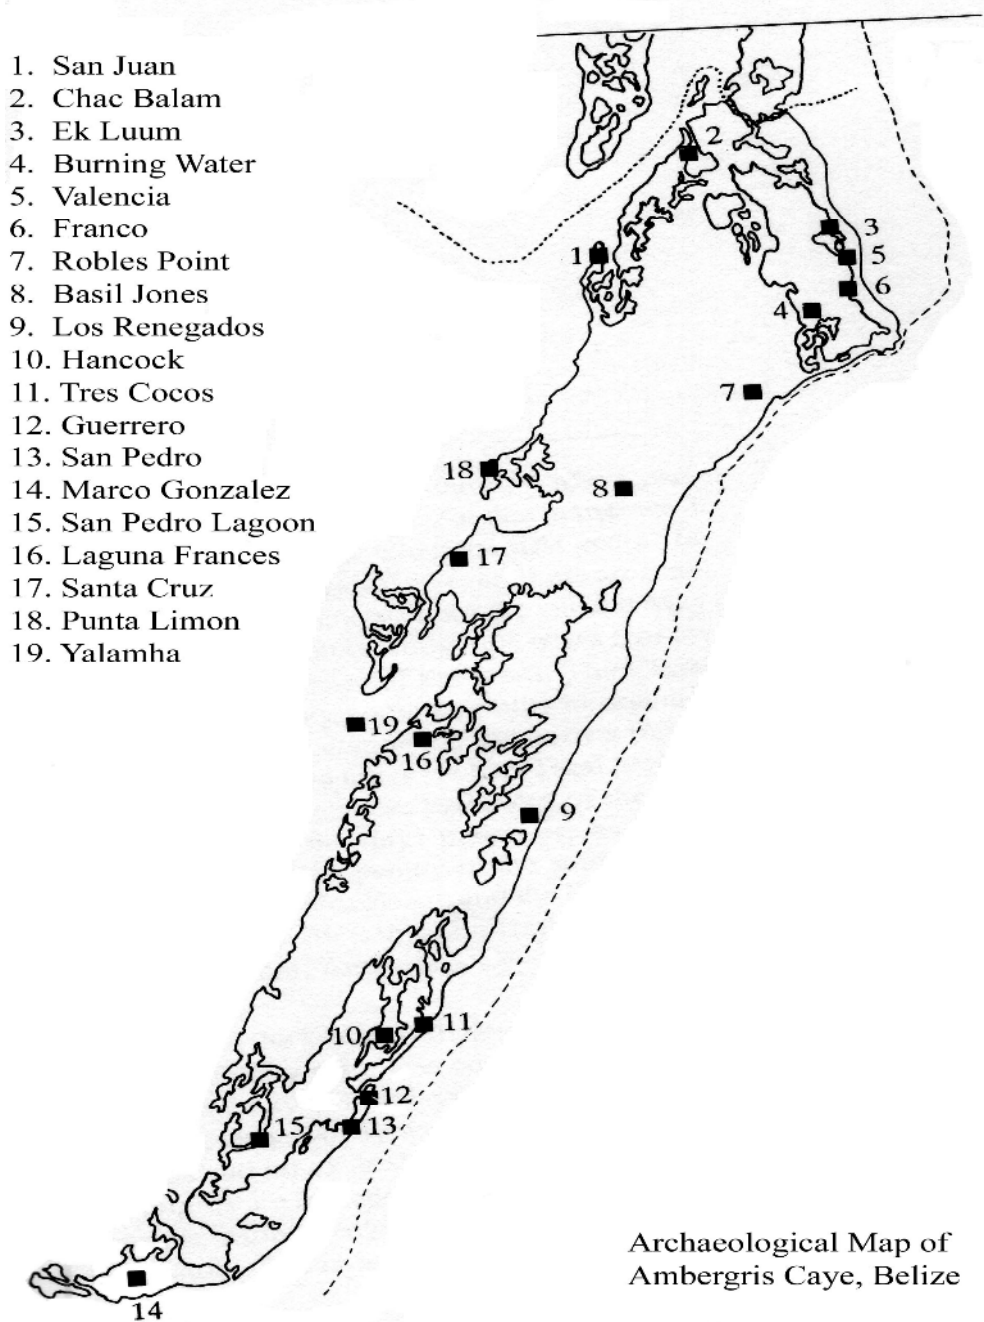 1. San Juan
2. Chac Balam
3. Ek Luum
4. Burning Water
5. Valencia
6. Franco
7. Robles Point
8. Basil Jones
9. Los Renegados
10. Hancock
11. Tres Cocos
12. Guerrero
13. San Pedro
14. Marco Gonzalez
15. San Pedro Lagoon
16. Laguna Frances
17. Santa Cruz
18. Punta Limon
19. Yalamha
2
3
1
5
6
4
7
18
8
17
19
16
9
11
10
12
13
15
14
Archaeological Map of
Ambergris Caye, Belize